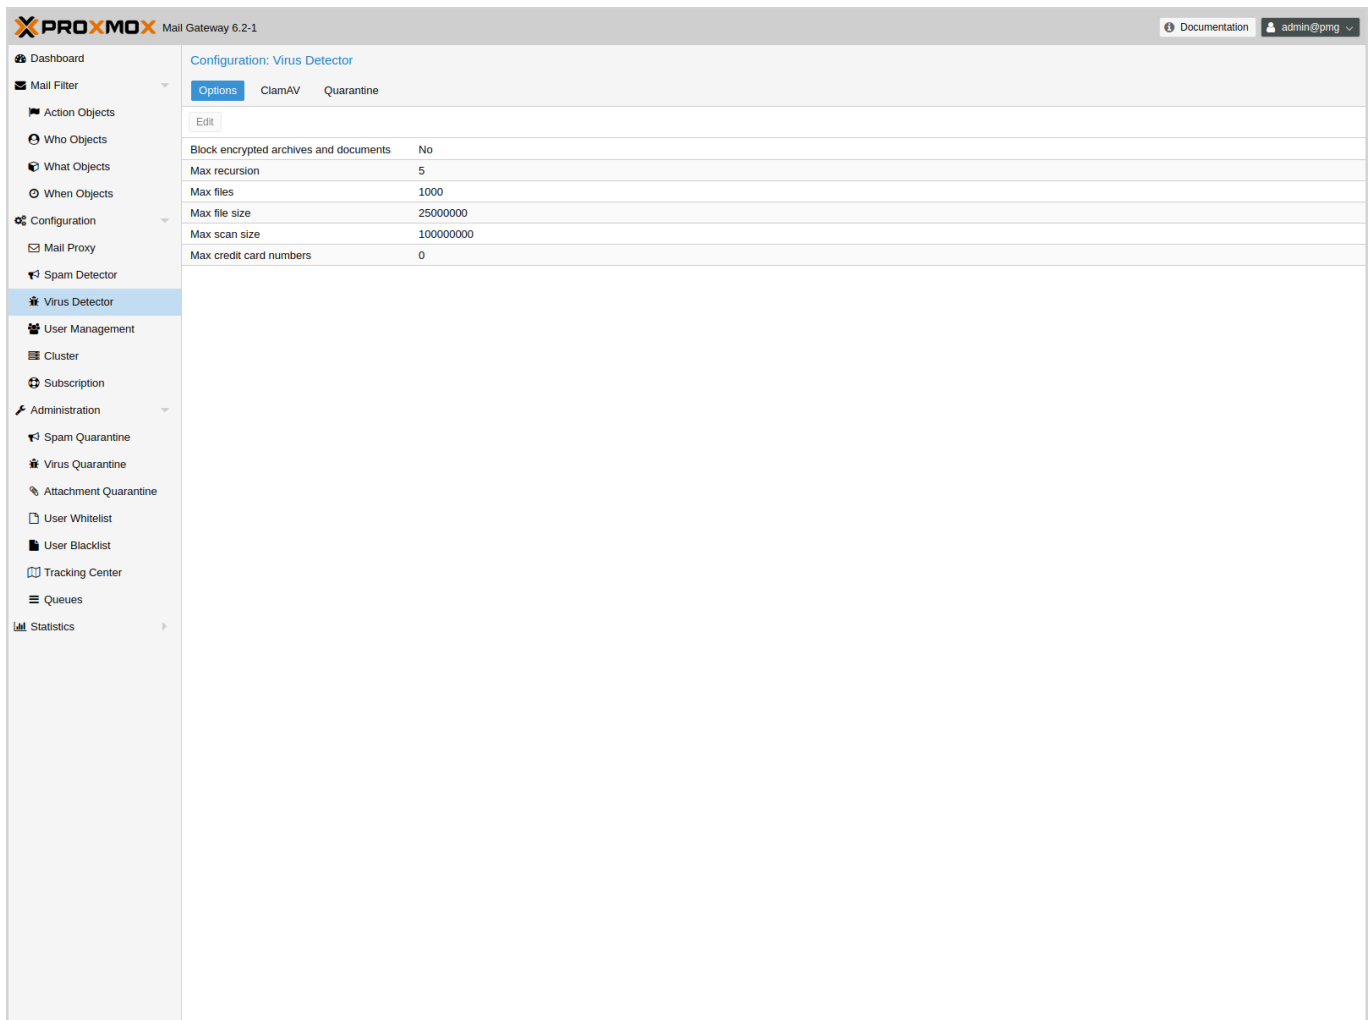 PROXMOX Mail Gateway 6.2-1
Documentation
admin@pmg
Dashboard
Mail Filter
Action Objects
Who Objects
What Objects
When Objects
Configuration
Mail Proxy
Spam Detector
Virus Detector
User Management
Cluster
Subscription
Administration
Spam Quarantine
Virus Quarantine
Attachment Quarantine
User Whitelist
User Blacklist
Tracking Center
Queues
Statistics
Configuration: Virus Detector
Options ClamAV Quarantine
Edit
Block encrypted archives and documents No
Max recursion 5
Max files 1000
Max file size 25000000
Max scan size 100000000
Max credit card numbers 0